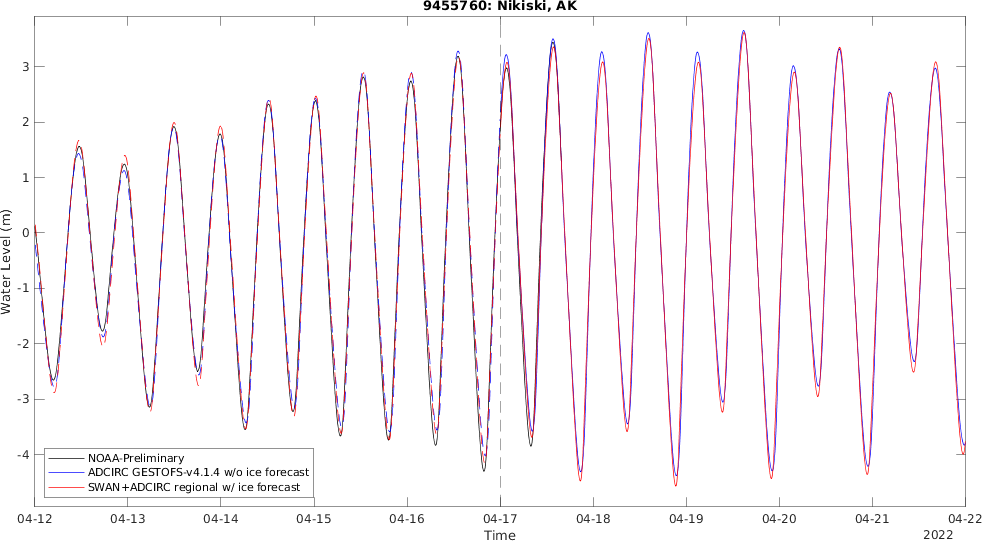 9455760: Nikiski, AK
Water Level (m)
3
2
1
0
-1
-2
-3
-4
NOAA-Preliminary
ADCIRC GESTOFS-v4.1.4 w/o ice forecast
SWAN+ADCIRC regional w/ ice forecast
04-12 04-13 04-14 04-15 04-16 04-17 04-18 04-19 04-20 04-21 04-22
Time
2022